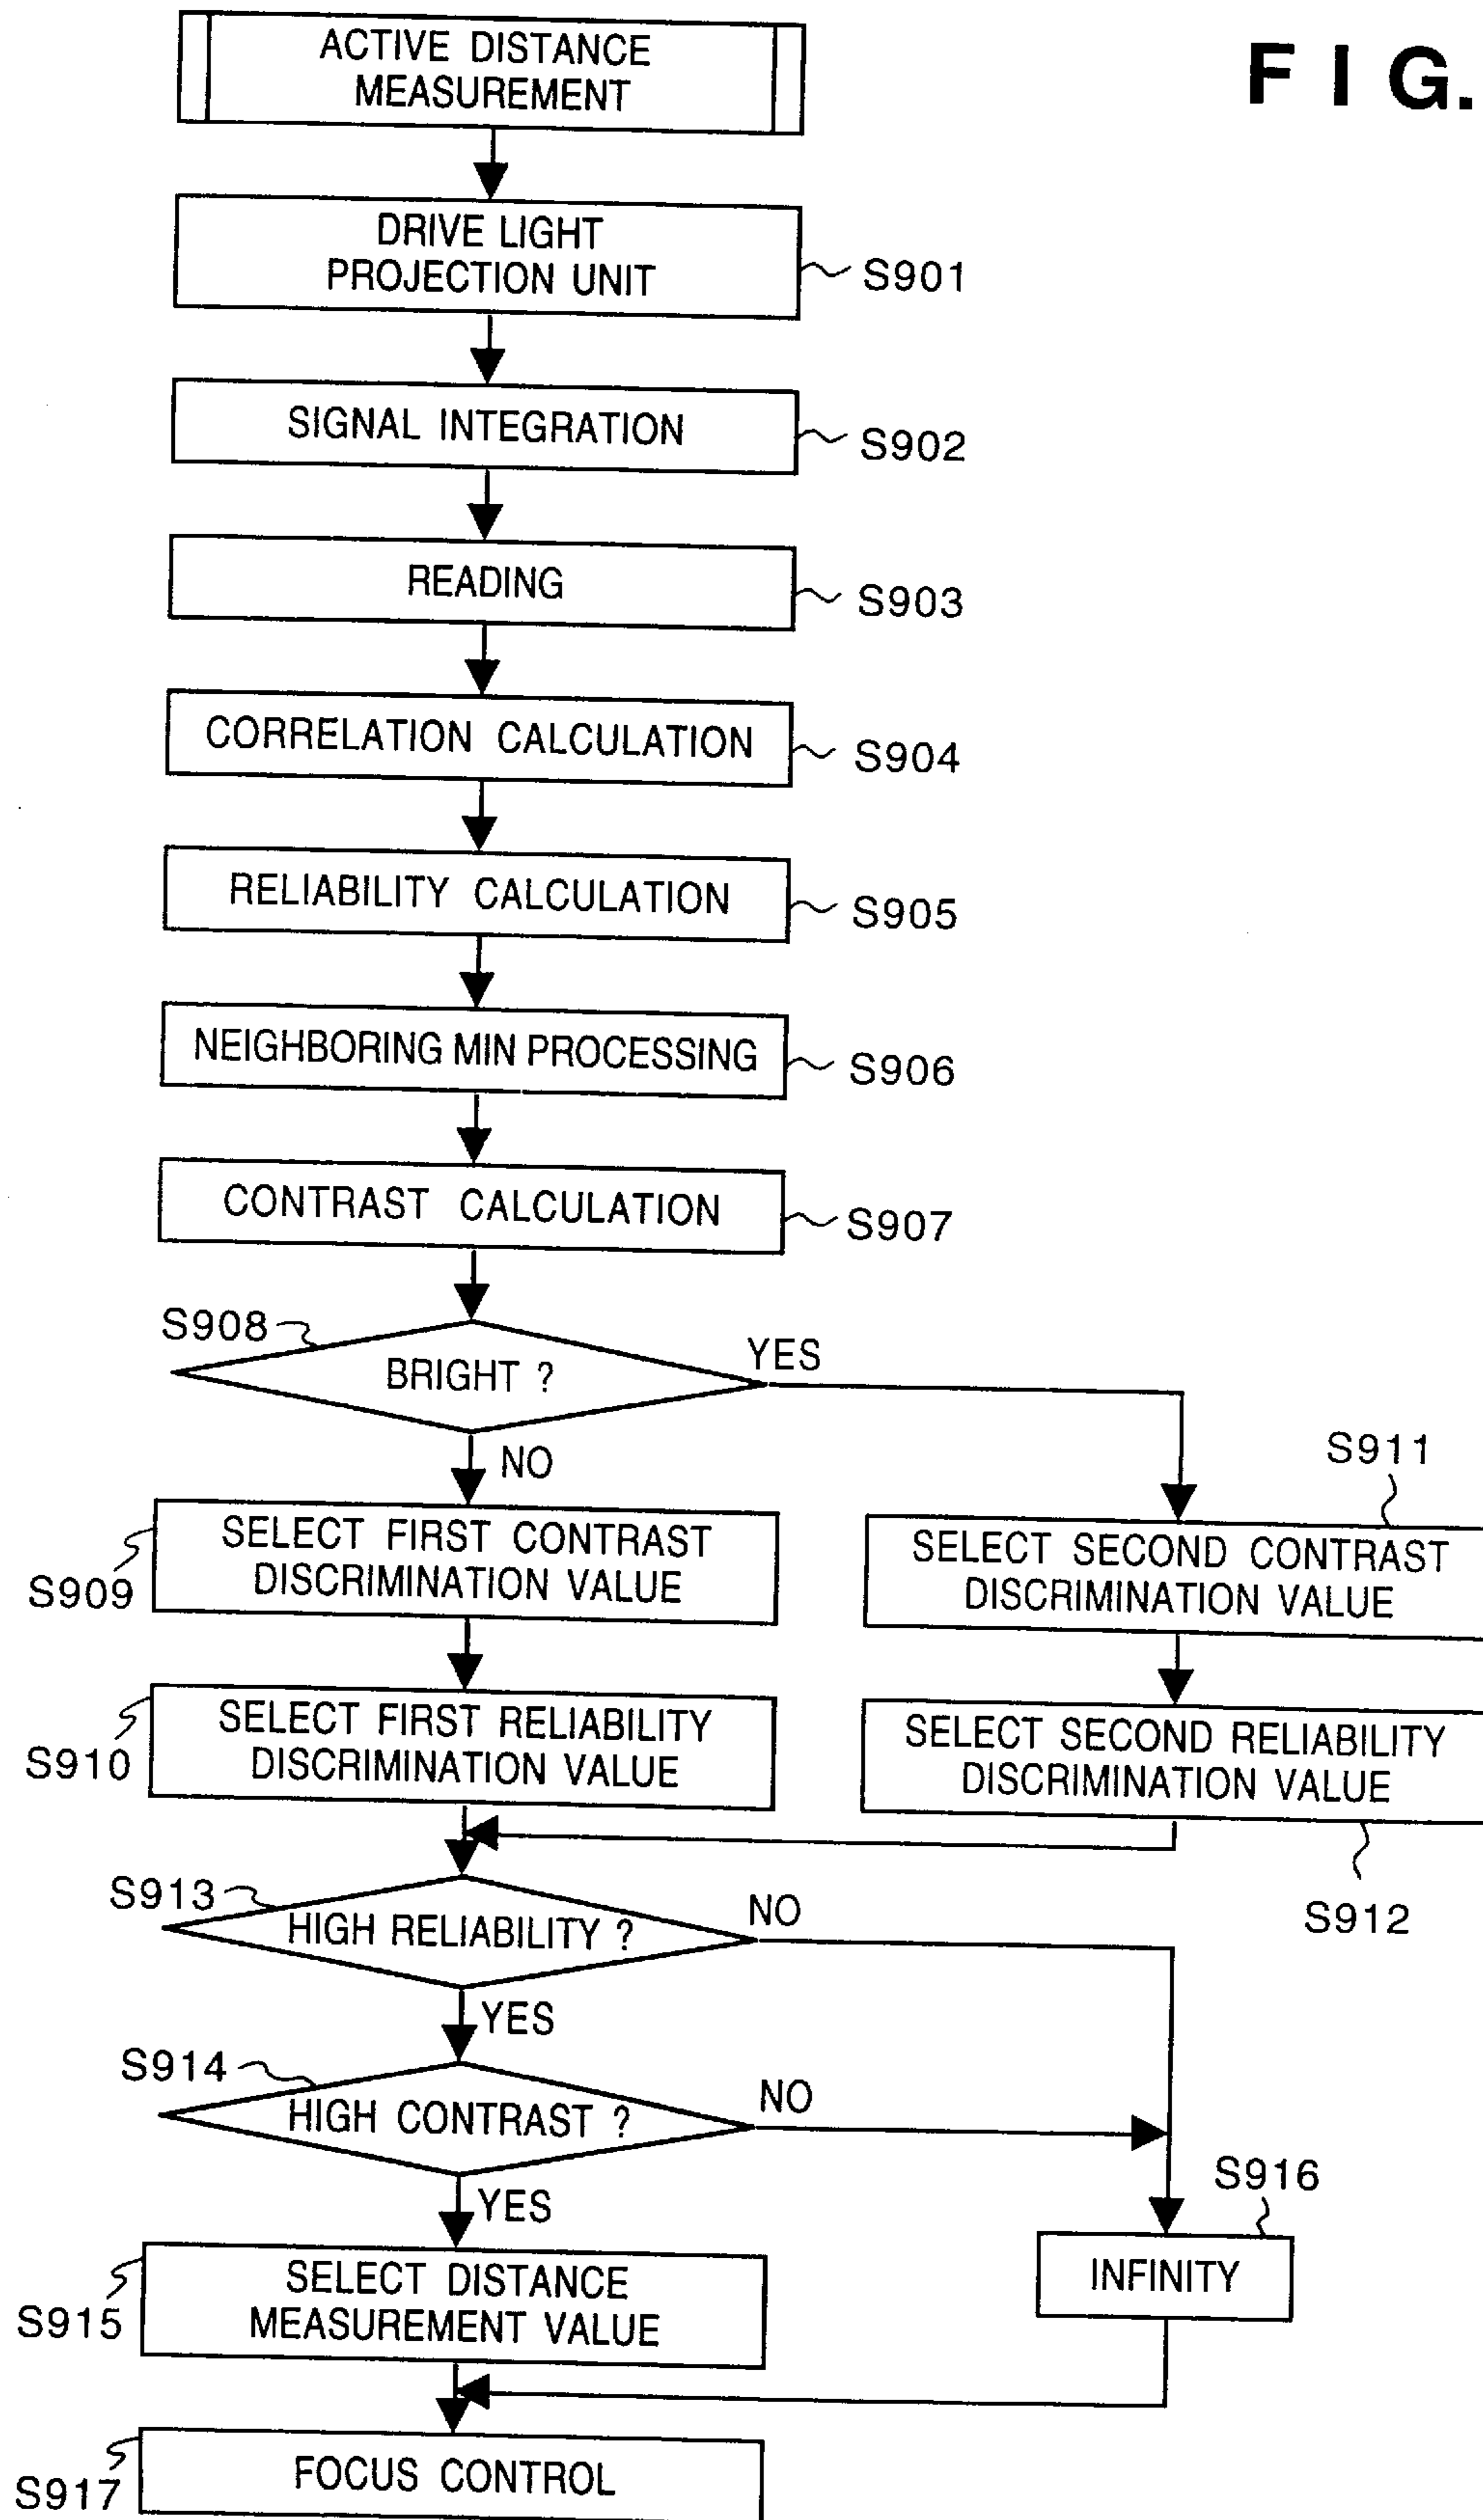 FIG.
ACTIVE DISTANCE
MEASUREMENT
DRIVE LIGHT
PROJECTION UNIT
S901
SIGNAL INTEGRATION
S902
READING
S903
CORRELATION CALCULATION
S904
RELIABILITY CALCULATION
S905
NEIGHBORING MIN PROCESSING
S906
CONTRAST CALCULATION
S907
S908
BRIGHT ?
YES
NO
S909
SELECT FIRST CONTRAST
DISCRIMINATION VALUE
S911
SELECT SECOND CONTRAST
DISCRIMINATION VALUE
S910
SELECT FIRST RELIABILITY
DISCRIMINATION VALUE
SELECT SECOND RELIABILITY
DISCRIMINATION VALUE
S912
S913
HIGH RELIABILITY ?
NO
YES
S914
HIGH CONTRAST ?
NO
YES
S916
INFINITY
S915
SELECT DISTANCE
MEASUREMENT VALUE
S917
FOCUS CONTROL